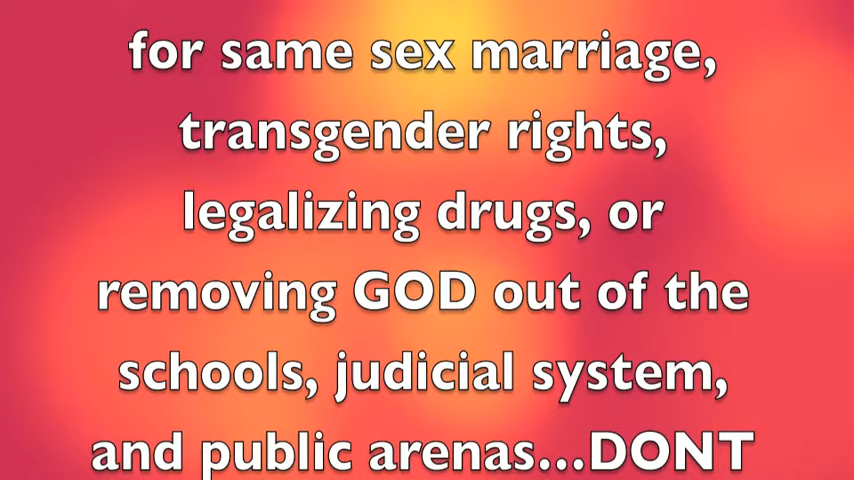 for same sex marriage,
transgender rights,
legalizing drugs, or
removing GOD out of the
schools, judicial system,
and public arenas...DONT